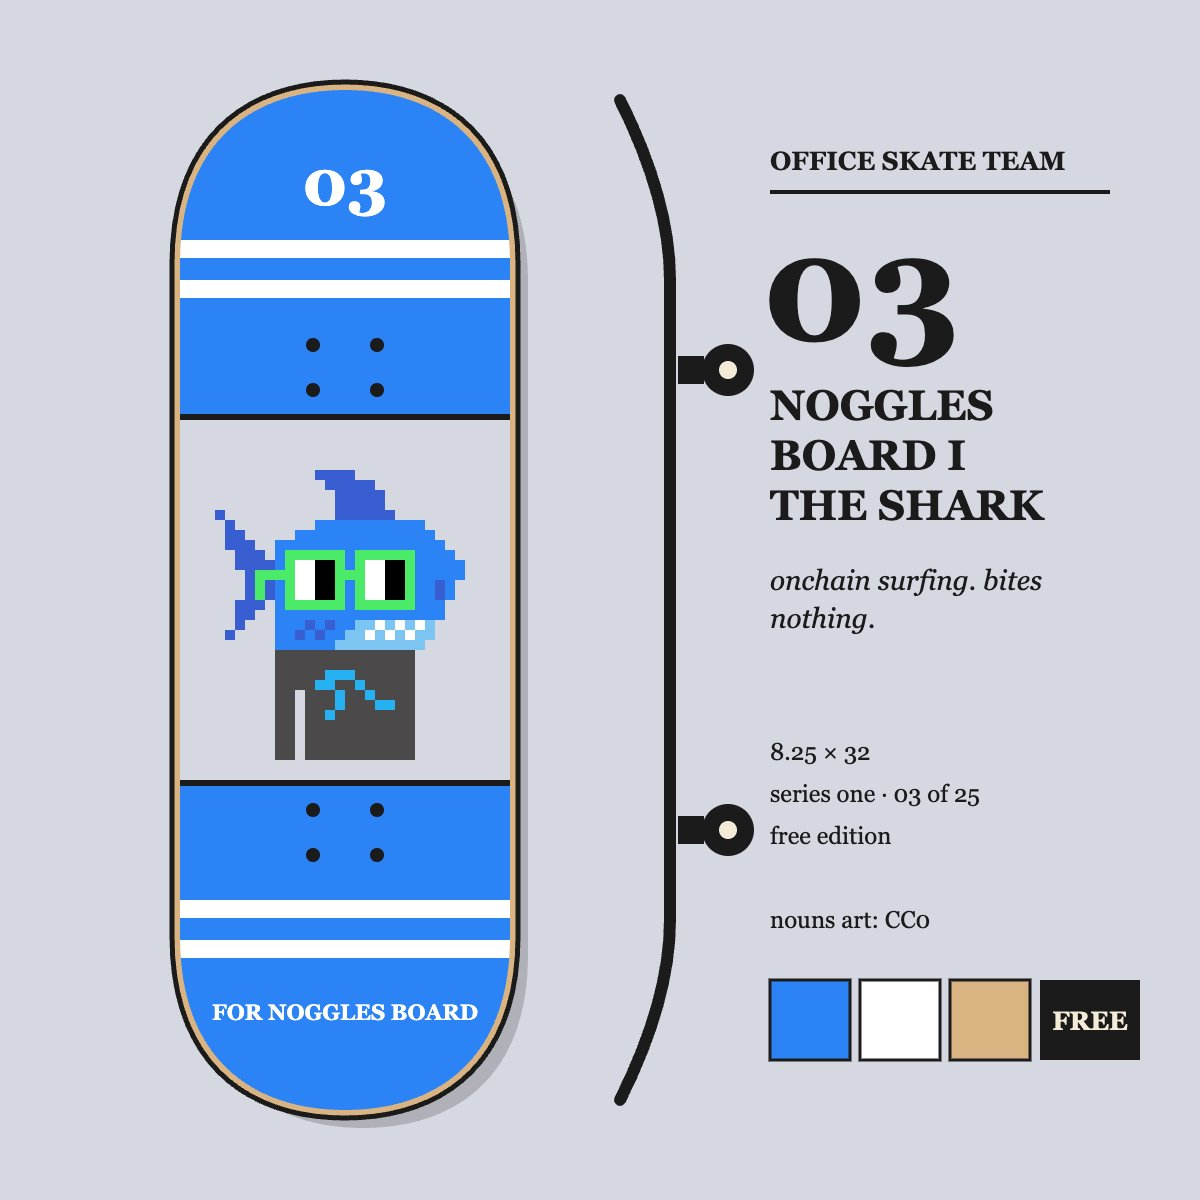 03
FOR NOGGLES BOARD
OFFICE SKATE TEAM
03
NOGGLES
BOARD I
THE SHARK
onchain surfing. bites
nothing.
8.25 × 32
series one · 03 of 25
free edition
nouns art: CC0
FREE